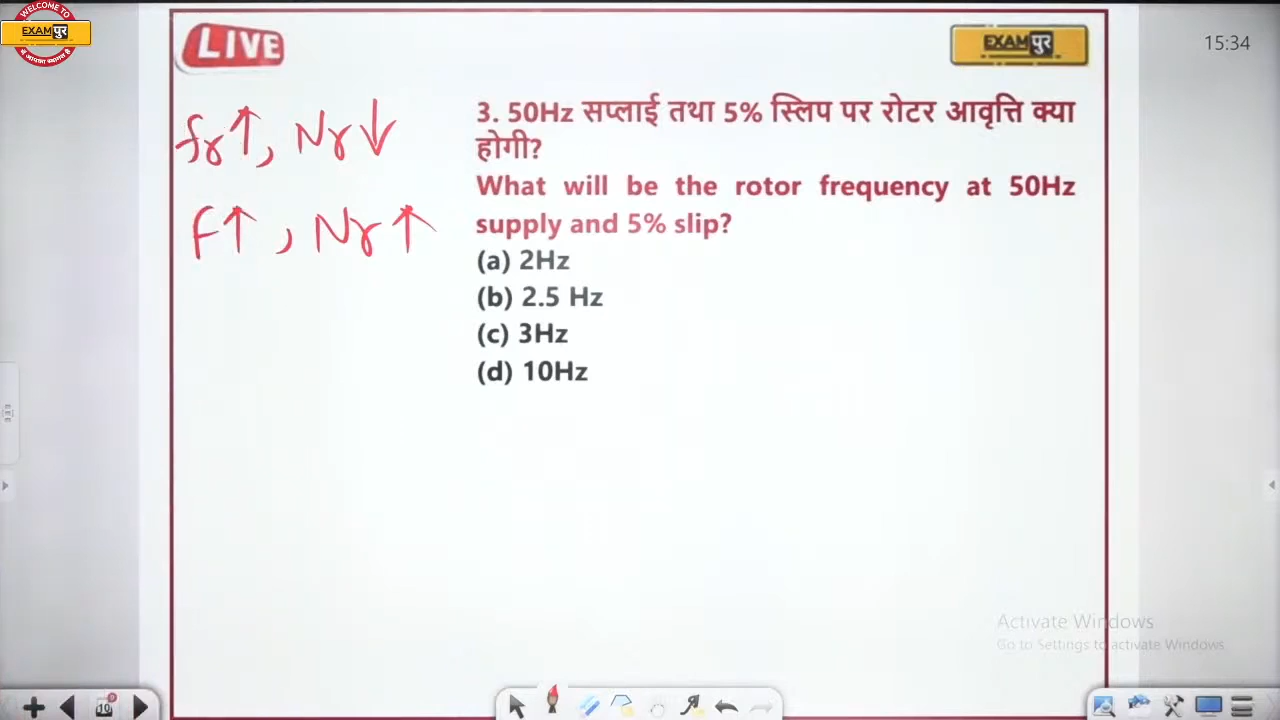 WELCOME TO
EXAMपुर
LIVE
EXAMपुर
15:34
fr↑, Nr↓
F↑, Nr↑
3. 50Hz सप्लाई तथा 5% स्लिप पर रोटर आवृत्ति क्या
होगी?
What will be the rotor frequency at 50Hz
supply and 5% slip?
(a) 2Hz
(b) 2.5 Hz
(c) 3Hz
(d) 10Hz
Activate Windows
Go to Settings to activate Windows.
10